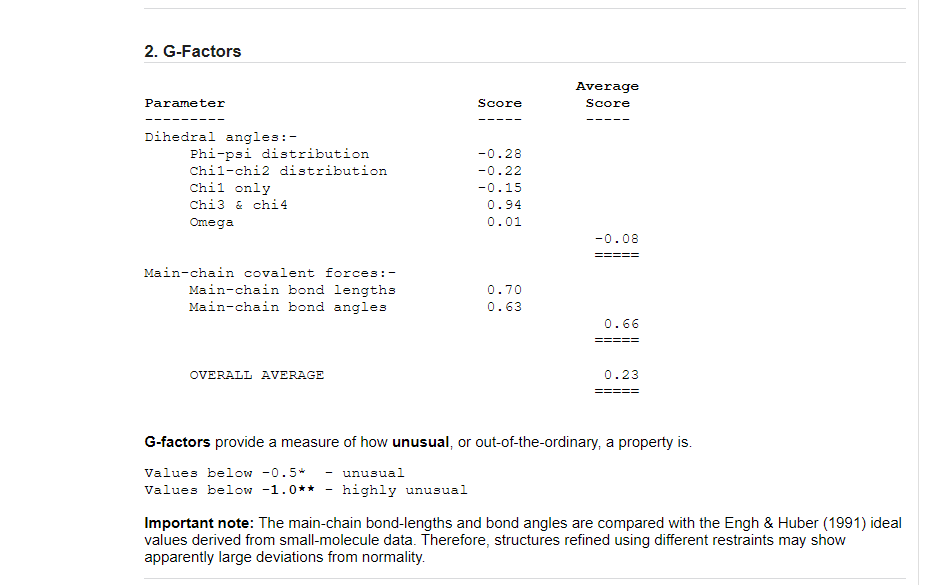 2. G-Factors
Average
Parameter Score Score
--------- ----- -----
Dihedral angles:-
Phi-psi distribution -0.28
Chi1-chi2 distribution -0.22
Chi1 only -0.15
Chi3 & chi4 0.94
Omega 0.01
-0.08
=====
Main-chain covalent forces:-
Main-chain bond lengths 0.70
Main-chain bond angles 0.63
0.66
=====
OVERALL AVERAGE 0.23
=====
G-factors provide a measure of how unusual, or out-of-the-ordinary, a property is.
Values below -0.5* - unusual
Values below -1.0** - highly unusual
Important note: The main-chain bond-lengths and bond angles are compared with the Engh & Huber (1991) ideal
values derived from small-molecule data. Therefore, structures refined using different restraints may show
apparently large deviations from normality.